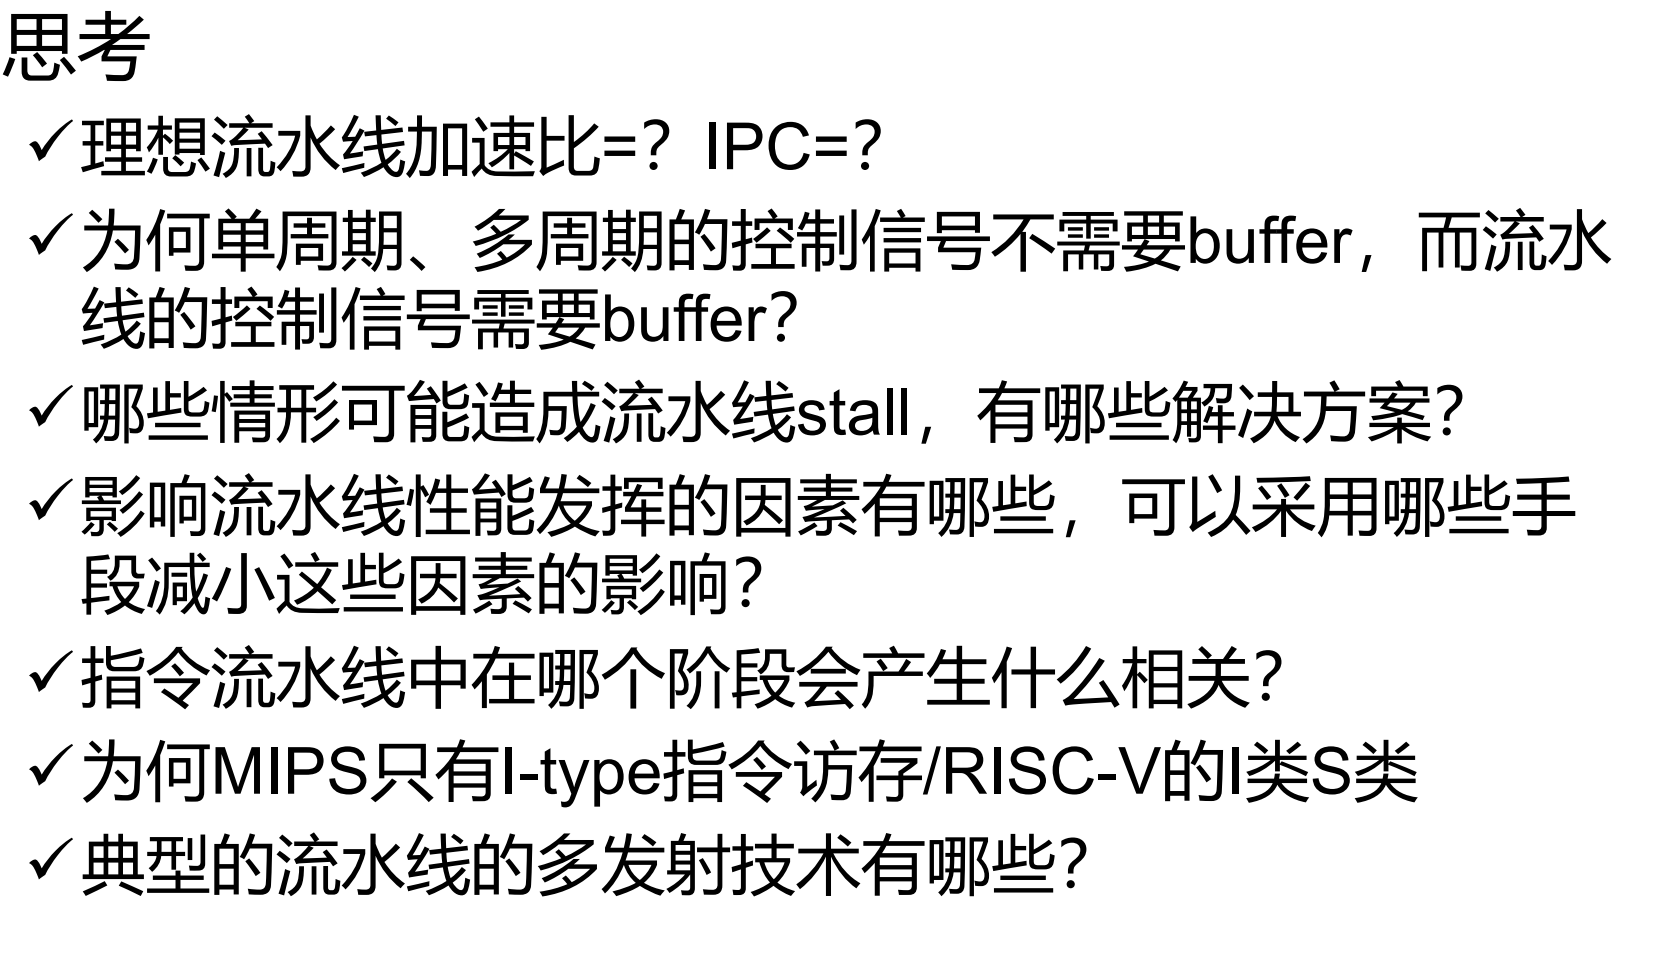 思考
✓理想流水线加速比=？IPC=？
✓为何单周期、多周期的控制信号不需要buffer，而流水
线的控制信号需要buffer？
✓哪些情形可能造成流水线stall，有哪些解决方案？
✓影响流水线性能发挥的因素有哪些，可以采用哪些手
段减小这些因素的影响？
✓指令流水线中在哪个阶段会产生什么相关？
✓为何MIPS只有I-type指令访存/RISC-V的I类S类
✓典型的流水线的多发射技术有哪些？